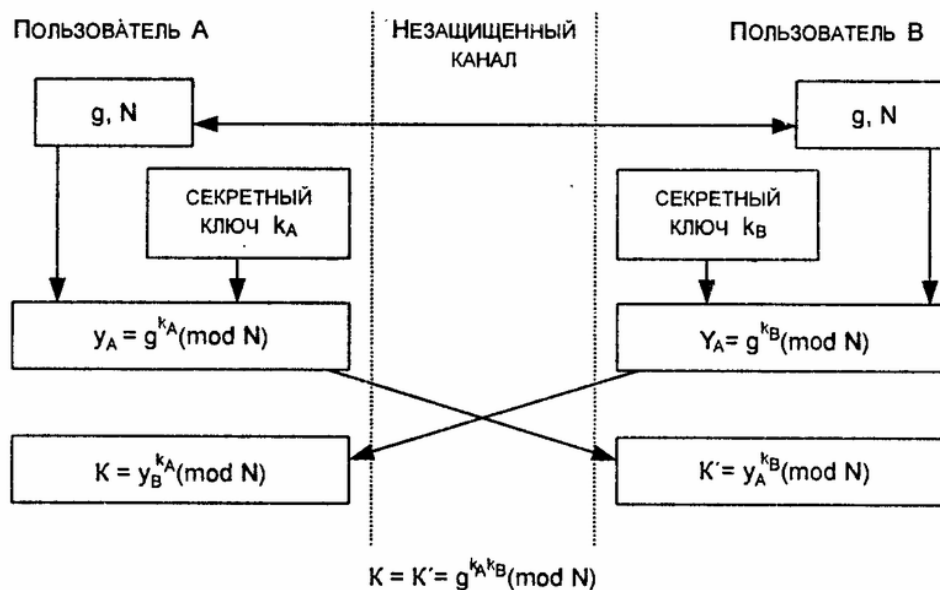 ПОЛЬЗОВАТЕЛЬ А
НЕЗАЩИЩЕННЫЙ
КАНАЛ
ПОЛЬЗОВАТЕЛЬ В
g, N
g, N
СЕКРЕТНЫЙ
КЛЮЧ kA
СЕКРЕТНЫЙ
КЛЮЧ kB
yA = g^kA (mod N)
YA = g^kB (mod N)
K = yB^kA (mod N)
K´ = yA^kB (mod N)
K = K´ = g^kAkB (mod N)